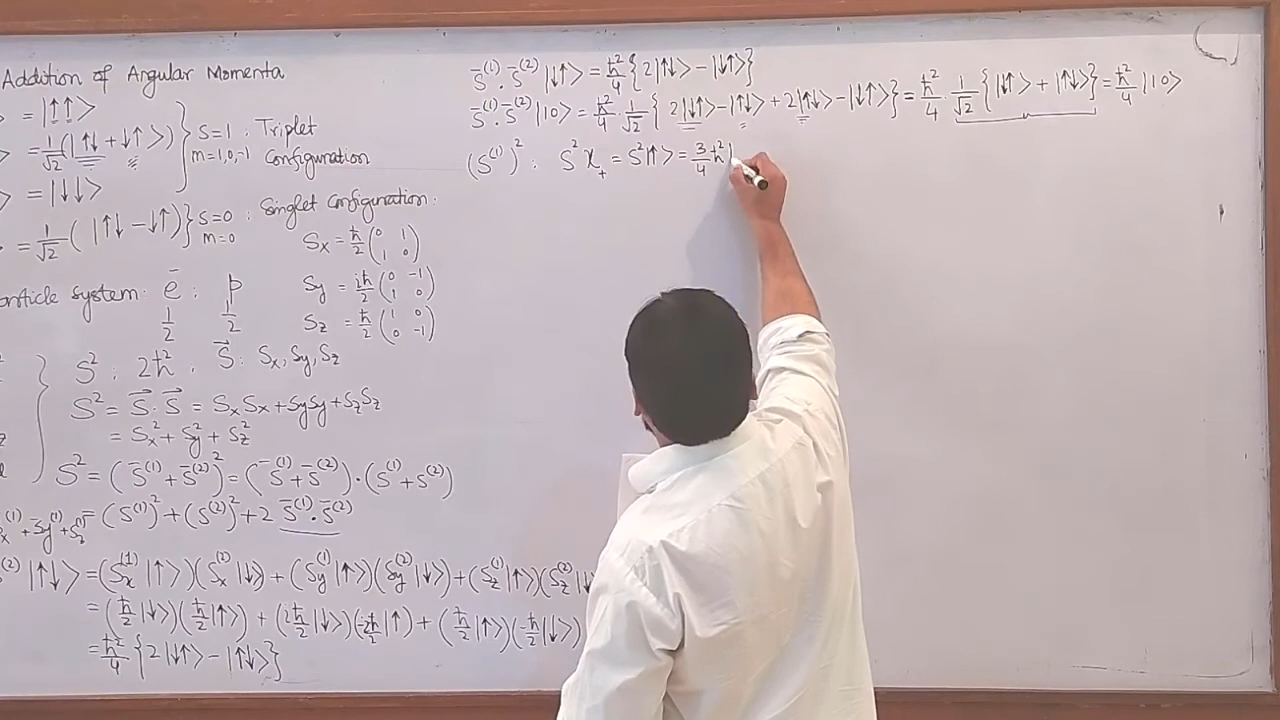 Addition of Angular Momenta
> = |↑↑>
> = 1/√2 (|↑↓ + ↓↑>) } S=1 : Triplet
m=1,0,-1 Configuration
> = |↓↓>
> = 1/√2 ( |↑↓ − ↓↑) } S=0 : Singlet Configuration:
m=0
Sx = ħ/2 (0 1 1 0)
particle system: ē : p
1/2 1/2
Sy = iħ/2 (0 -1 1 0)
Sz = ħ/2 (1 0 0 -1)
S² : 2ħ² , S⃗ : Sx, Sy, Sz
S² = S⃗ . S⃗ = SxSx + SySy + SzSz
= Sx² + Sy² + Sz²
S² = (S̄⁽¹⁾ + S̄⁽²⁾)² = (S̄⁽¹⁾ + S̄⁽²⁾) . (S⁽¹⁾ + S⁽²⁾)
= (S⁽¹⁾)² + (S⁽²⁾)² + 2 S̄⁽¹⁾ . S̄⁽²⁾
|↑↓> = (Sx⁽¹⁾ |↑>)(Sx⁽²⁾ |↓>) + (Sy⁽¹⁾ |↑>)(Sy⁽²⁾ |↓>) + (Sz⁽¹⁾ |↑>)(Sz⁽²⁾ |↓
= (ħ/2 |↓>)(ħ/2 |↑>) + (iħ/2 |↓>)(-iħ/2 |↑) + (ħ/2 |↑>)(-ħ/2 |↓>)
= ħ²/4 {2|↓↑> − |↑↓>}
S̄⁽¹⁾ . S̄⁽²⁾ |↓↑> = ħ²/4 {2|↑↓> − |↓↑>}
S̄⁽¹⁾ . S̄⁽²⁾ |10> = ħ²/4 . 1/√2 { 2|↓↑> − |↑↓> + 2|↑↓> − |↓↑> } = ħ²/4 1/√2 {|↓↑> + |↑↓>} = ħ²/4 |10>
(S⁽¹⁾)² : S² χ₊ = S²|↑> = 3/4 ħ² |